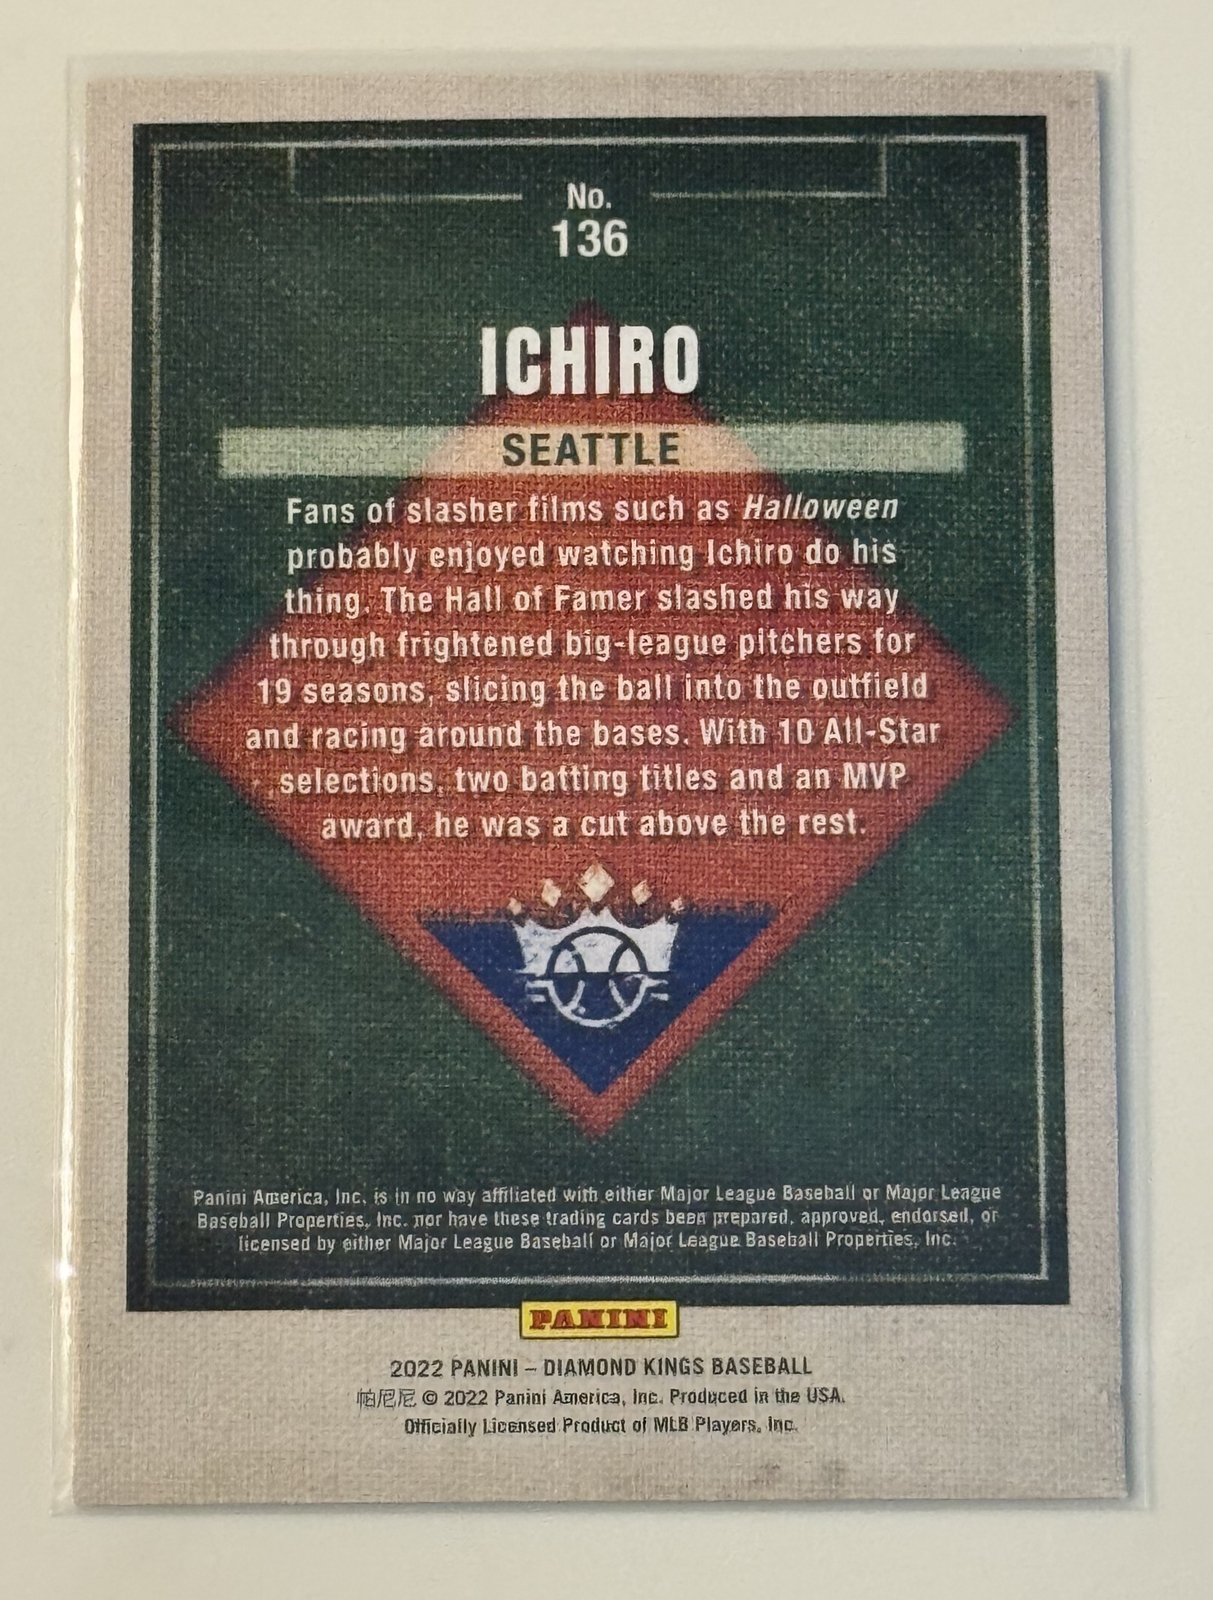 No.
136
ICHIRO
SEATTLE
Fans of slasher films such as Halloween
probably enjoyed watching Ichiro do his
thing. The Hall of Famer slashed his way
through frightened big-league pitchers for
19 seasons, slicing the ball into the outfield
and racing around the bases. With 10 All-Star
selections, two batting titles and an MVP
award, he was a cut above the rest.
Panini America, Inc. is in no way affiliated with either Major League Baseball or Major League
Baseball Properties, Inc. nor have these trading cards been prepared, approved, endorsed, or
licensed by either Major League Baseball or Major League Baseball Properties, Inc.
PANINI
2022 PANINI – DIAMOND KINGS BASEBALL
帕尼尼 © 2022 Panini America, Inc. Produced in the USA.
Officially Licensed Product of MLB Players, Inc.